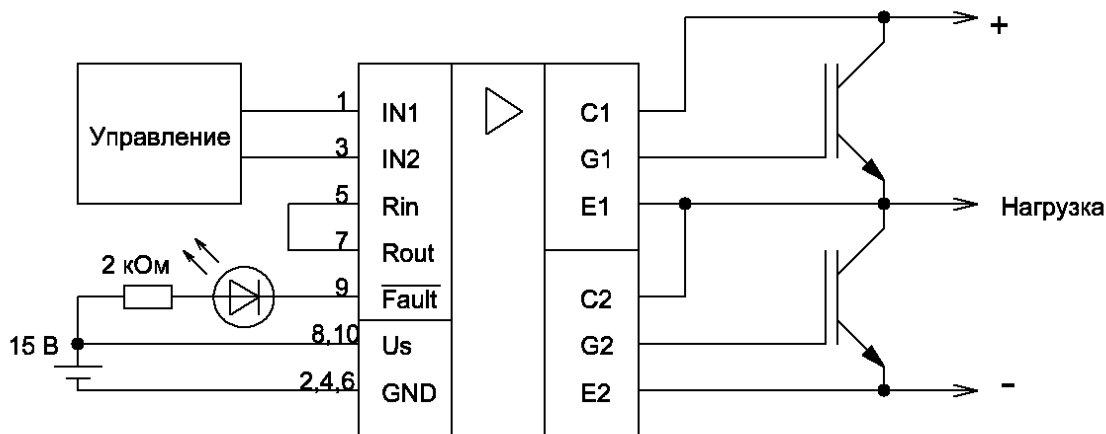 +
C1
1
IN1
Управление
G1
3
IN2
5
Rin
E1
Нагрузка
7
Rout
2 кОм
9
Fault
C2
15 В
8,10
Us
G2
2,4,6
GND
E2
-